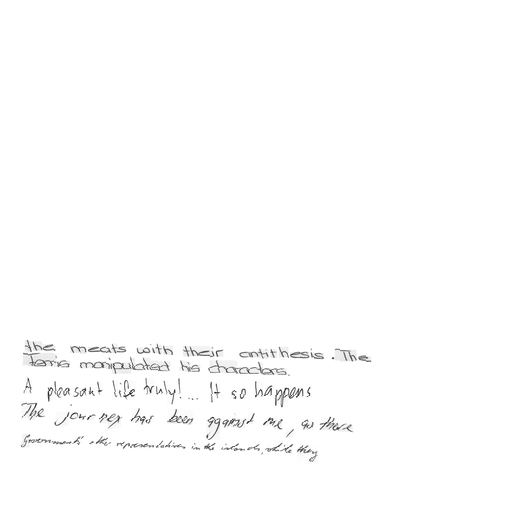 the meats with their antithesis. The
manipulated his characters.
A pleasant life truly!... It so happens
The journey has been against me, as those
Governments' other representatives in the islands, while they